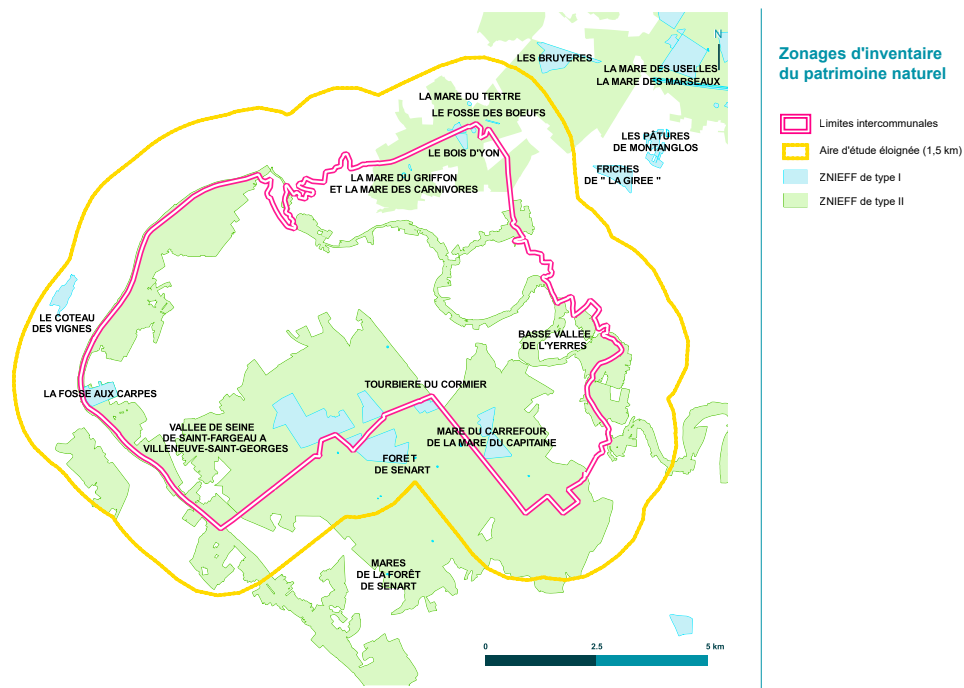 LES BRUYERES
N
LA MARE DES USELLES
LA MARE DES MARSEAUX
LA MARE DU TERTRE
LE FOSSE DES BOEUFS
LES PÂTURES
DE MONTANGLOS
LE BOIS D'YON
FRICHES
DE " LA GIREE "
LA MARE DU GRIFFON
ET LA MARE DES CARNIVORES
LE COTEAU
DES VIGNES
BASSE VALLÉE
DE L'YERRES
LA FOSSE AUX CARPES
TOURBIERE DU CORMIER
VALLEE DE SEINE
DE SAINT-FARGEAU A
VILLENEUVE-SAINT-GEORGES
MARE DU CARREFOUR
DE LA MARE DU CAPITAINE
FORET
DE SENART
MARES
DE LA FORÊT
DE SENART
0
2.5
5 km
Zonages d'inventaire
du patrimoine naturel
Limites intercommunales
Aire d'étude éloignée (1,5 km)
ZNIEFF de type I
ZNIEFF de type II